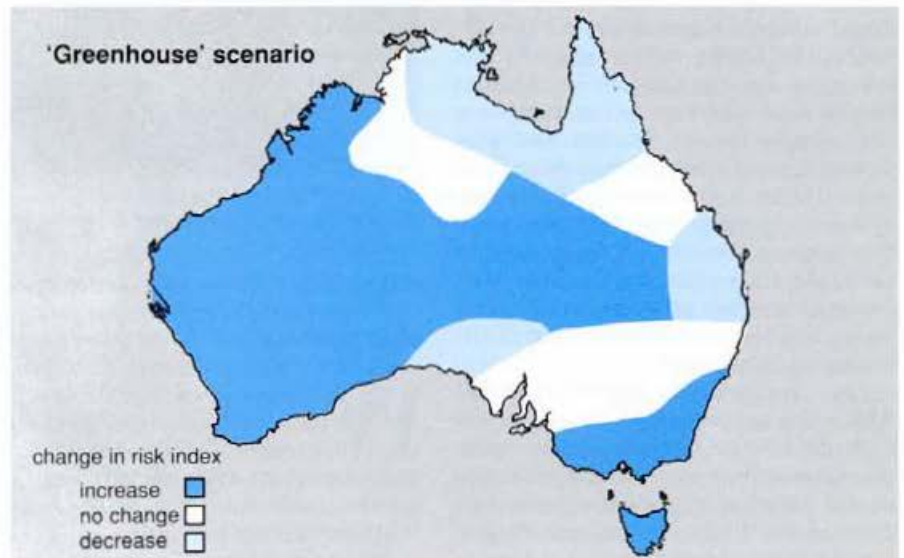 'Greenhouse' scenario
change in risk index
increase
no change
decrease